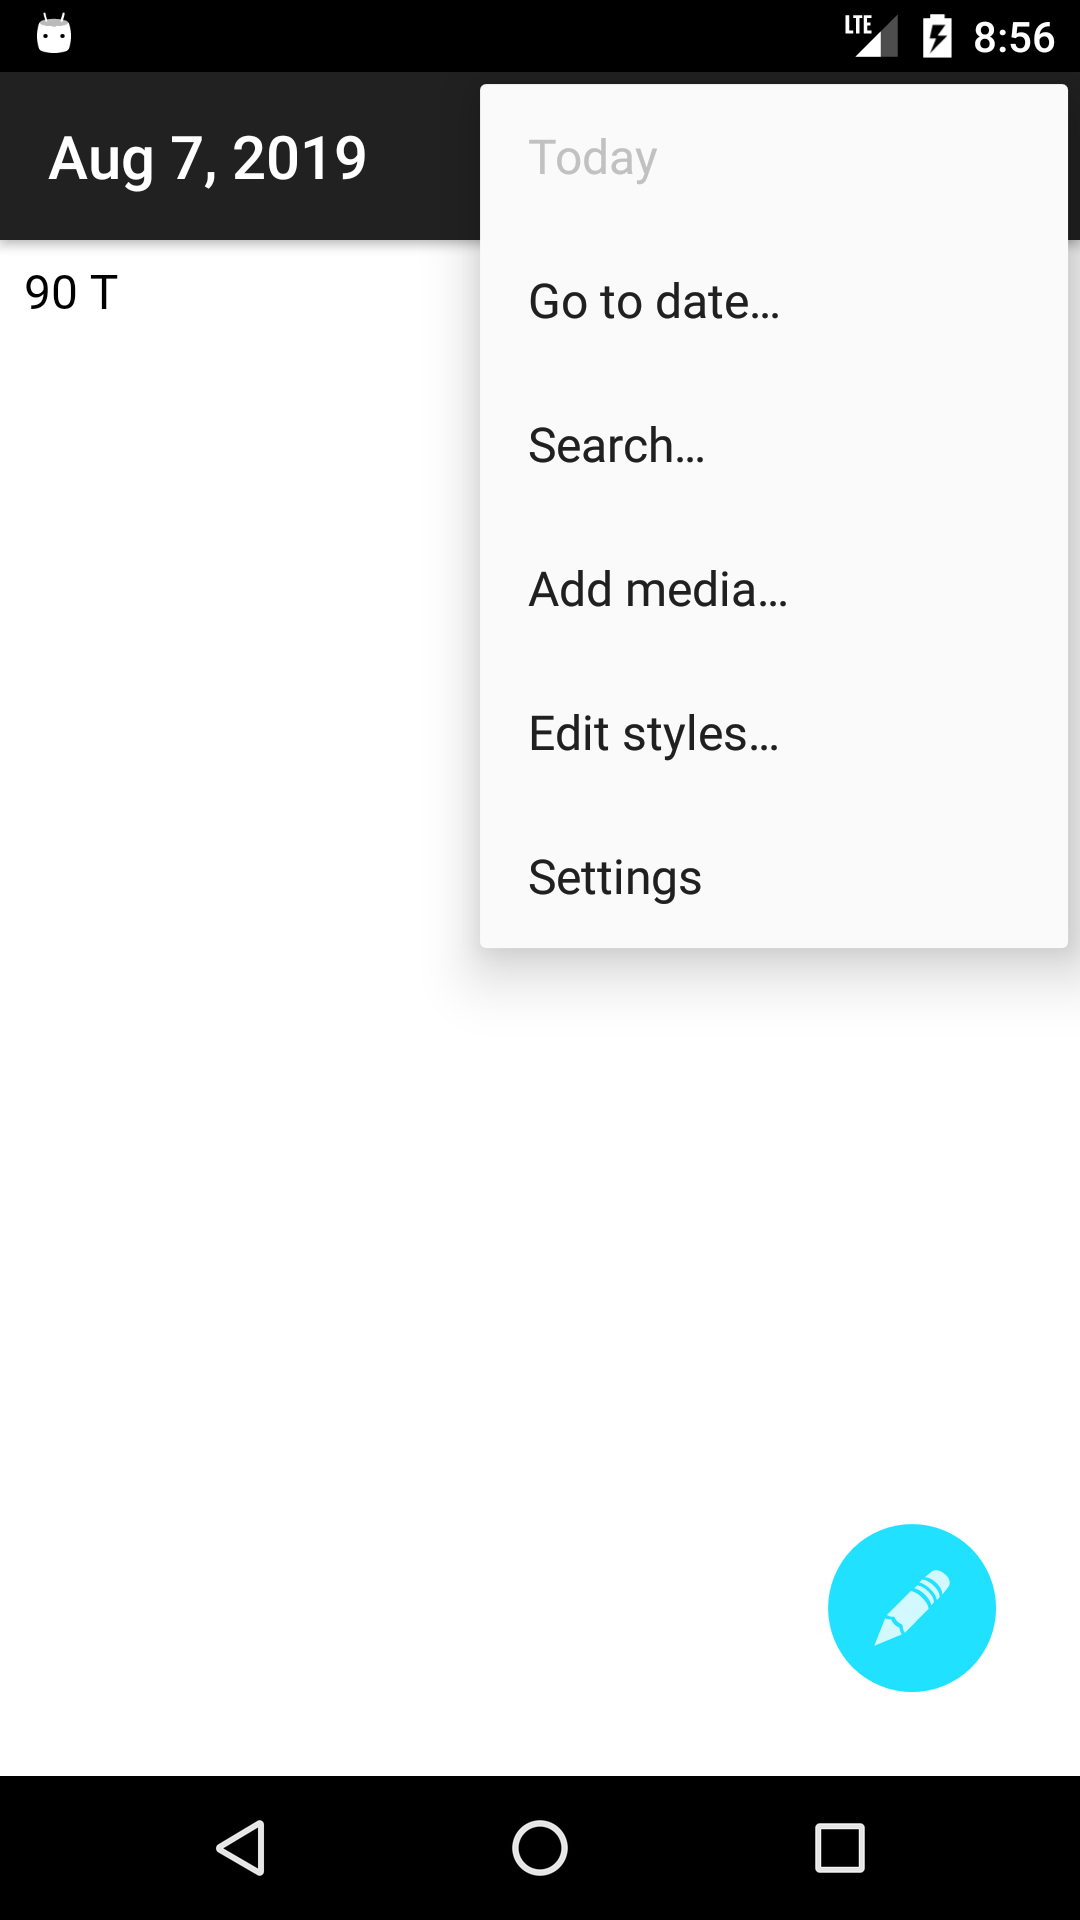 LTE 8:56
Aug 7, 2019
90 T
Today
Go to date...
Search...
Add media...
Edit styles...
Settings